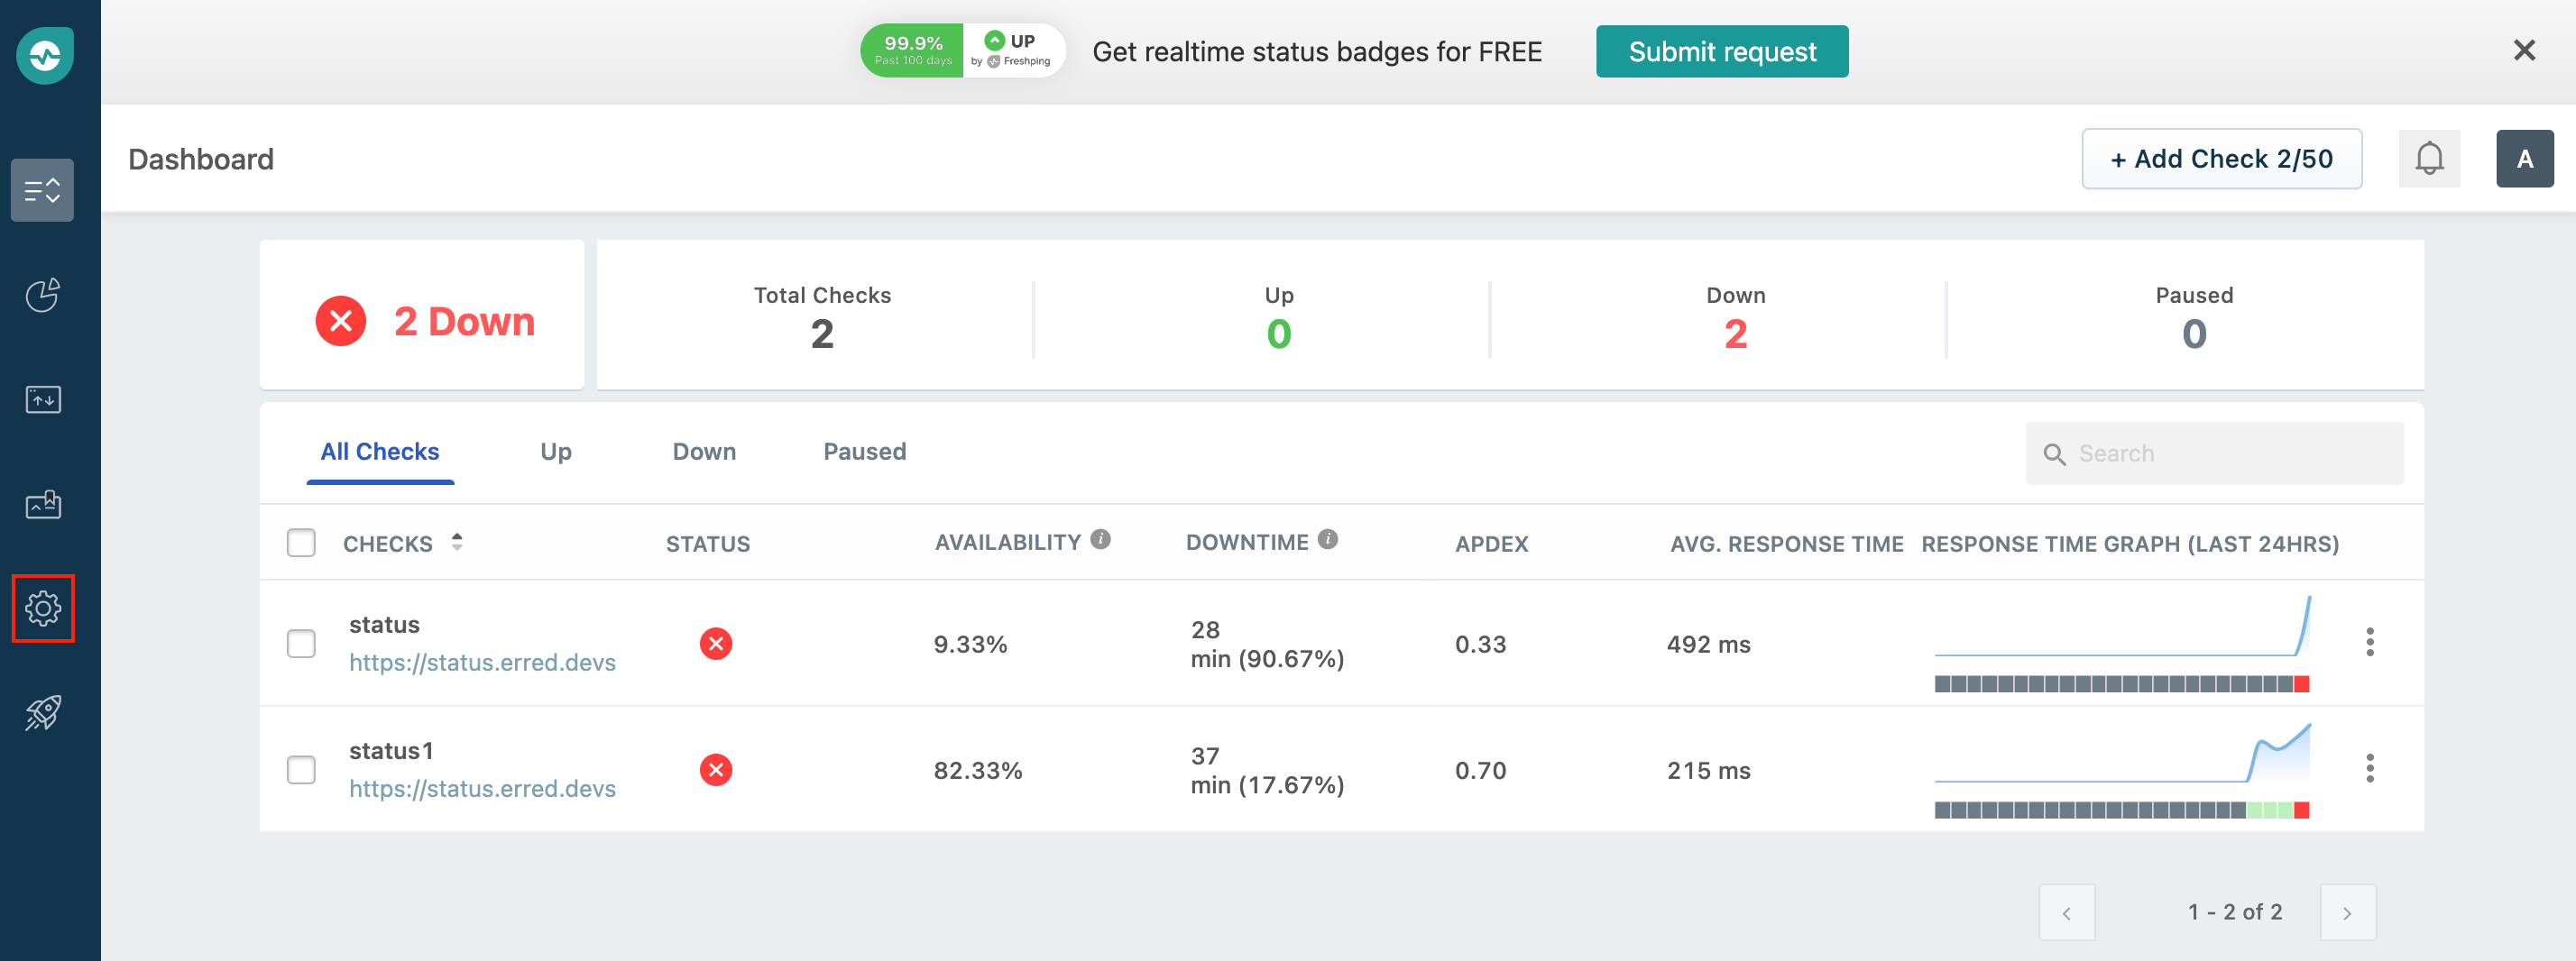 99.9%
Past 100 days
UP
by Freshping
Get realtime status badges for FREE
Submit request
Dashboard
+ Add Check 2/50
A
2 Down
Total Checks
2
Up
0
Down
2
Paused
0
All Checks
Up
Down
Paused
Search
CHECKS
STATUS
AVAILABILITY
DOWNTIME
APDEX
AVG. RESPONSE TIME
RESPONSE TIME GRAPH (LAST 24HRS)
status
https://status.erred.devs
9.33%
28
min (90.67%)
0.33
492 ms
status1
https://status.erred.devs
82.33%
37
min (17.67%)
0.70
215 ms
1 - 2 of 2